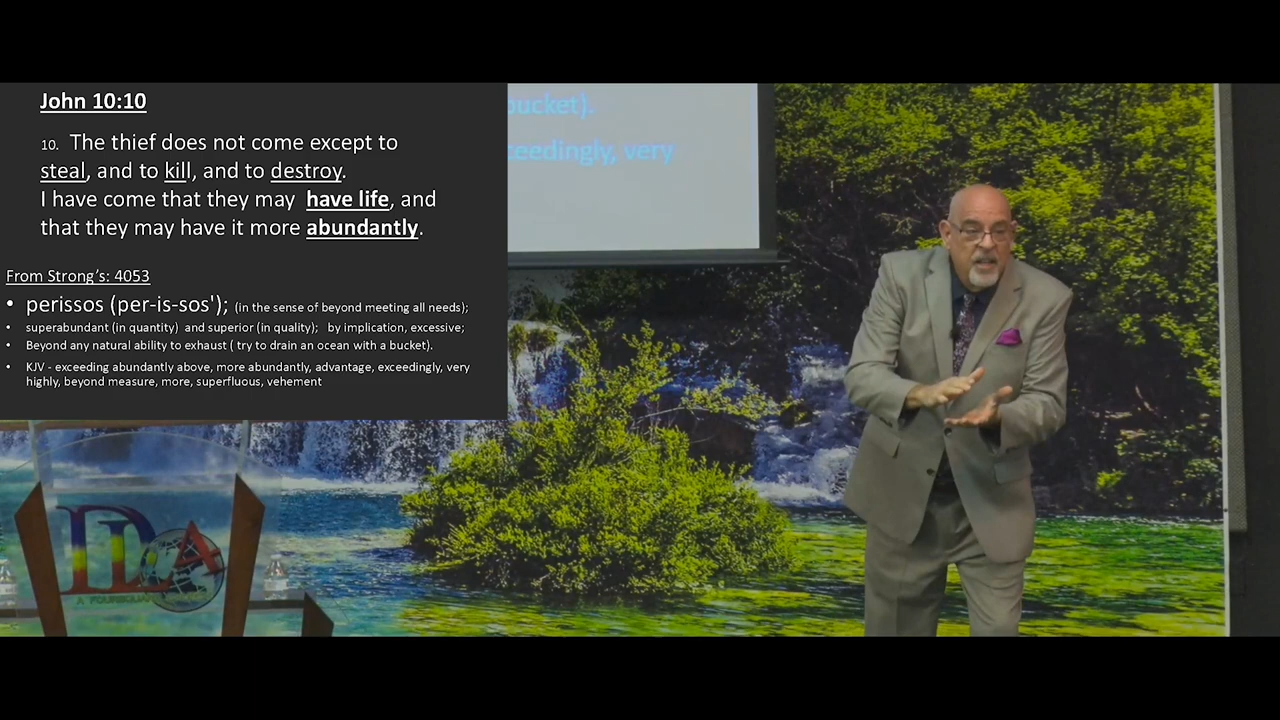 John 10:10
10. The thief does not come except to
steal, and to kill, and to destroy.
I have come that they may have life, and
that they may have it more abundantly.
From Strong's: 4053
• perissos (per-is-sos'); (in the sense of beyond meeting all needs);
• superabundant (in quantity) and superior (in quality); by implication, excessive;
• Beyond any natural ability to exhaust ( try to drain an ocean with a bucket).
• KJV - exceeding abundantly above, more abundantly, advantage, exceedingly, very
highly, beyond measure, more, superfluous, vehement
bucket).
ceedingly, very
A FOURSQUARE